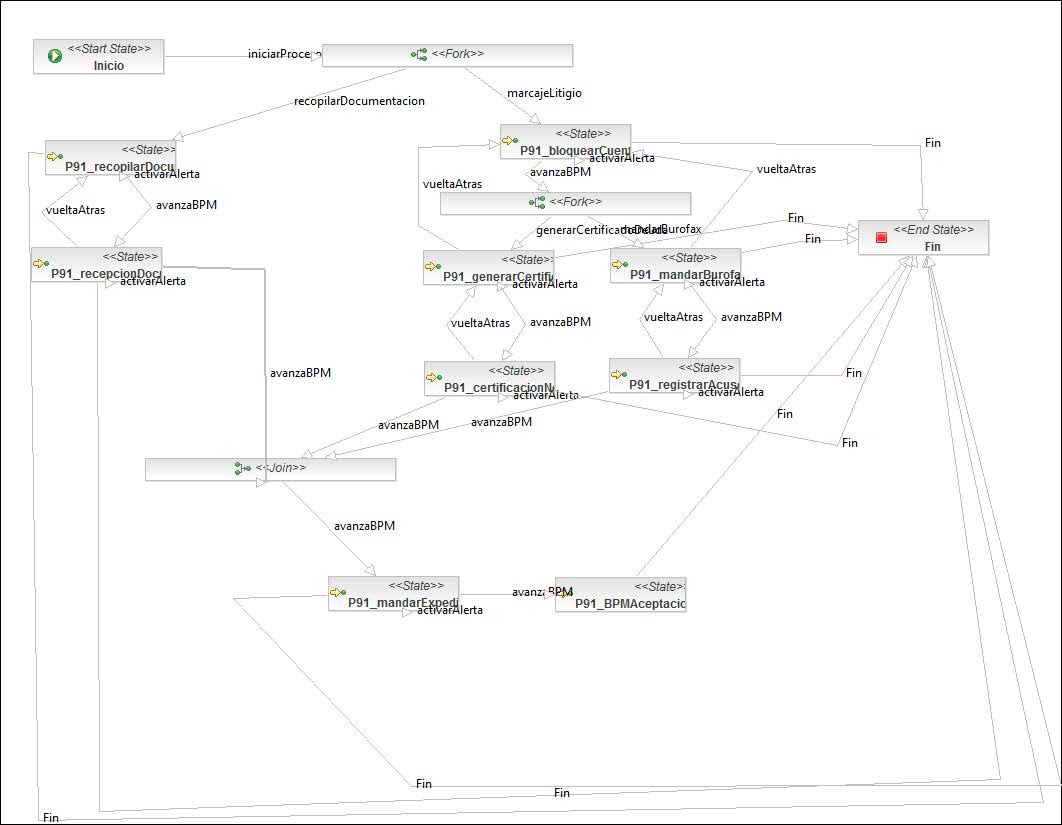 <<Start State>>
Inicio
iniciarProce
<<Fork>>
recopilarDocumentacion
marcajeLitigio
<<State>>
P91_recopilarDocu
activarAlerta
vueltaAtras
avanzaBPM
<<State>>
P91_recepcionDoc
activarAlerta
<<State>>
P91_bloquearCuen
activarAlerta
avanzaBPM
Fin
vueltaAtras
vueltaAtras
<<Fork>>
generarCertificado
mandarBurofax
Fin
Fin
<<End State>>
Fin
<<State>>
P91_generarCertifi
activarAlerta
<<State>>
P91_mandarBurofa
activarAlerta
vueltaAtras
avanzaBPM
vueltaAtras
avanzaBPM
<<State>>
P91_certificacionN
activarAlerta
<<State>>
P91_registrarAcus
activarAlerta
Fin
avanzaBPM
avanzaBPM
avanzaBPM
Fin
Fin
<<Join>>
avanzaBPM
<<State>>
P91_mandarExpedi
activarAlerta
avanzaBPM
<<State>>
P91_BPMAceptacio
Fin
Fin
Fin